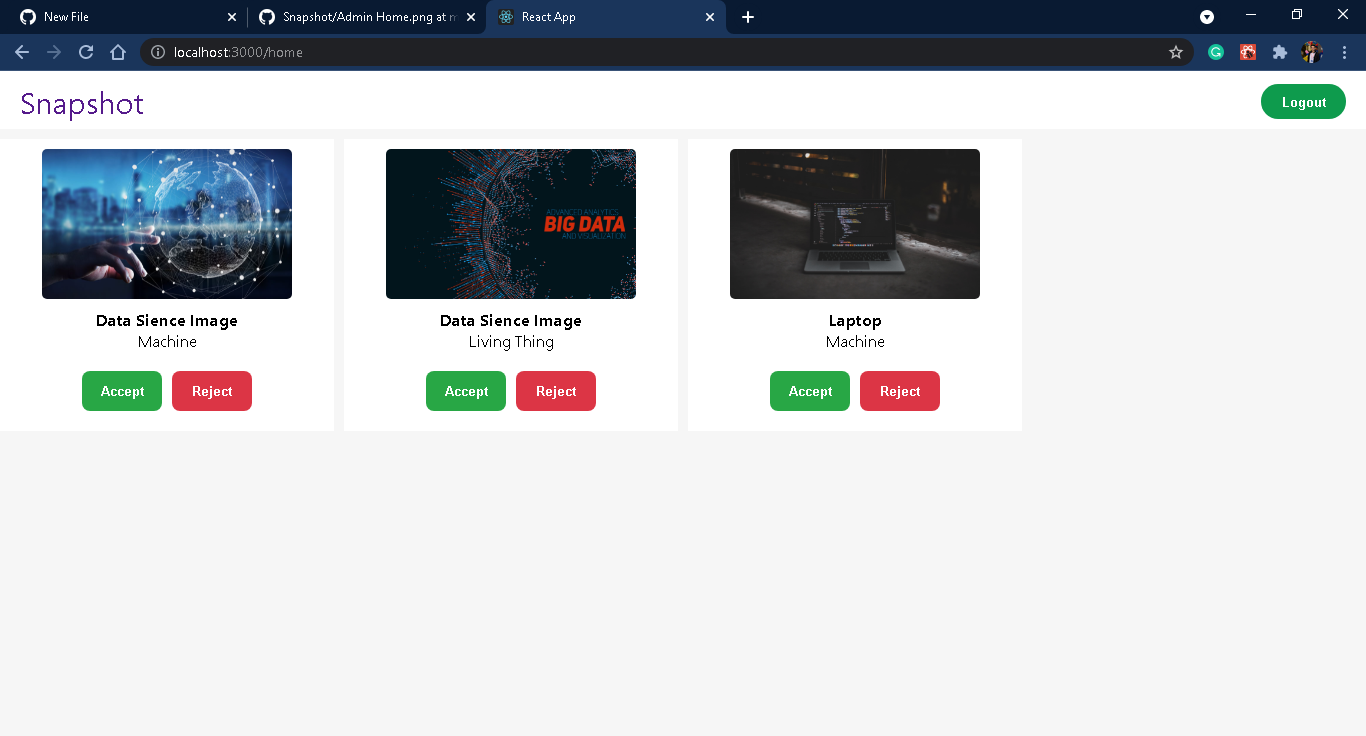 New File
Snapshot/Admin Home.png at m
React App
localhost:3000/home
Snapshot
Logout
ADVANCED ANALYTICS
BIG DATA
AND VISUALIZATION
Data Sience Image
Machine
Accept
Reject
Data Sience Image
Living Thing
Accept
Reject
Laptop
Machine
Accept
Reject